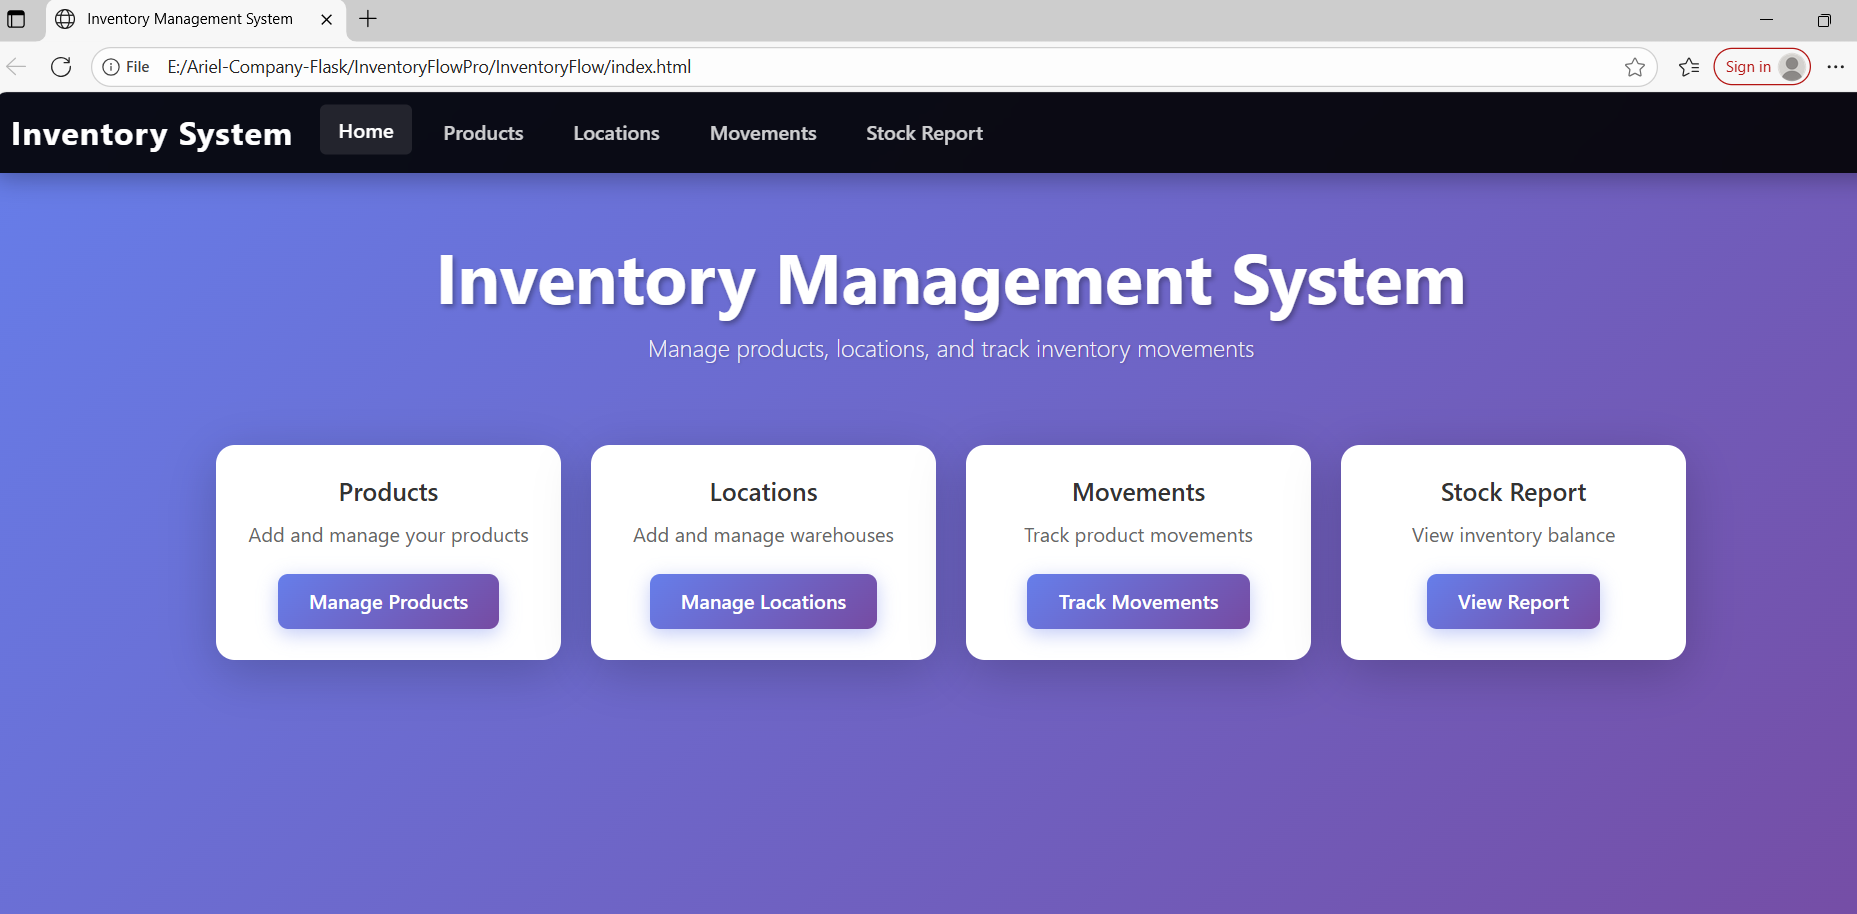 Inventory Management System
File E:/Ariel-Company-Flask/InventoryFlowPro/InventoryFlow/index.html
Sign in
Inventory System Home Products Locations Movements Stock Report
Inventory Management System
Manage products, locations, and track inventory movements
Products
Add and manage your products
Manage Products
Locations
Add and manage warehouses
Manage Locations
Movements
Track product movements
Track Movements
Stock Report
View inventory balance
View Report